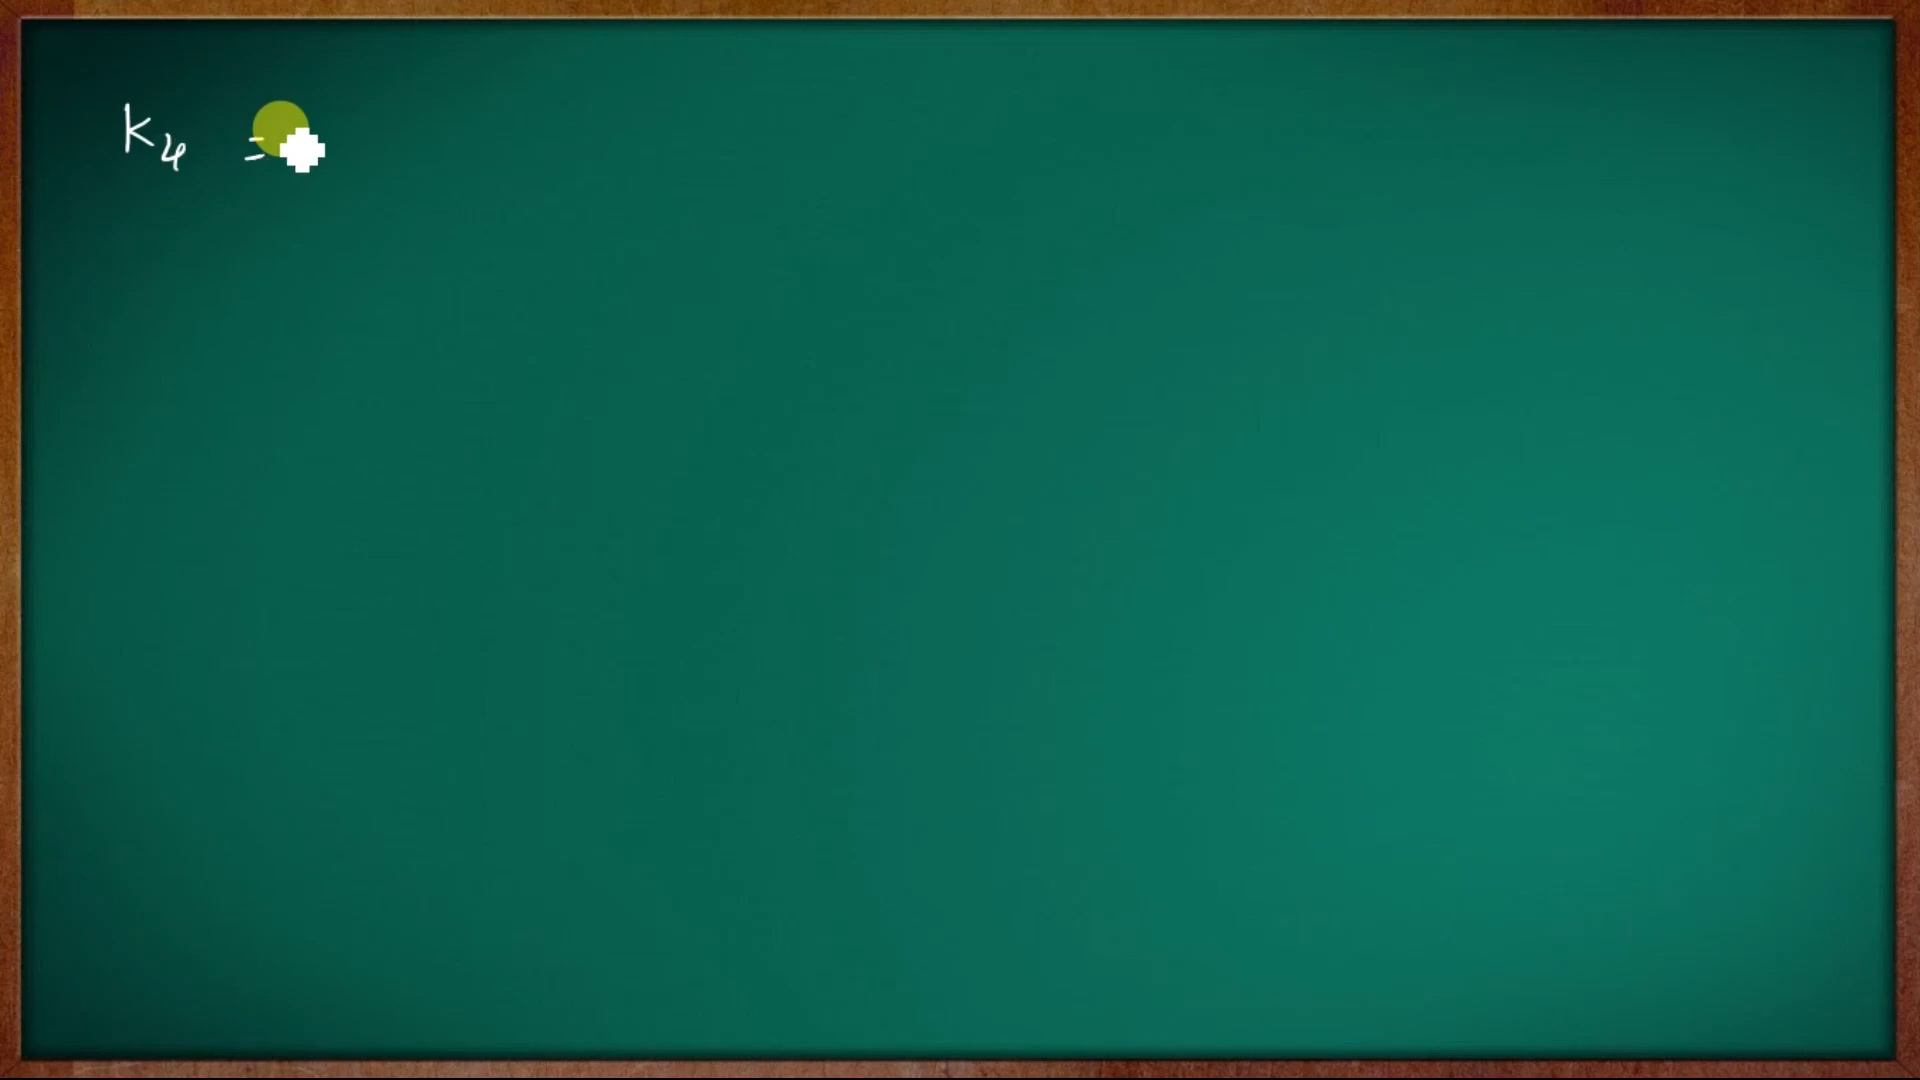 K₄ =